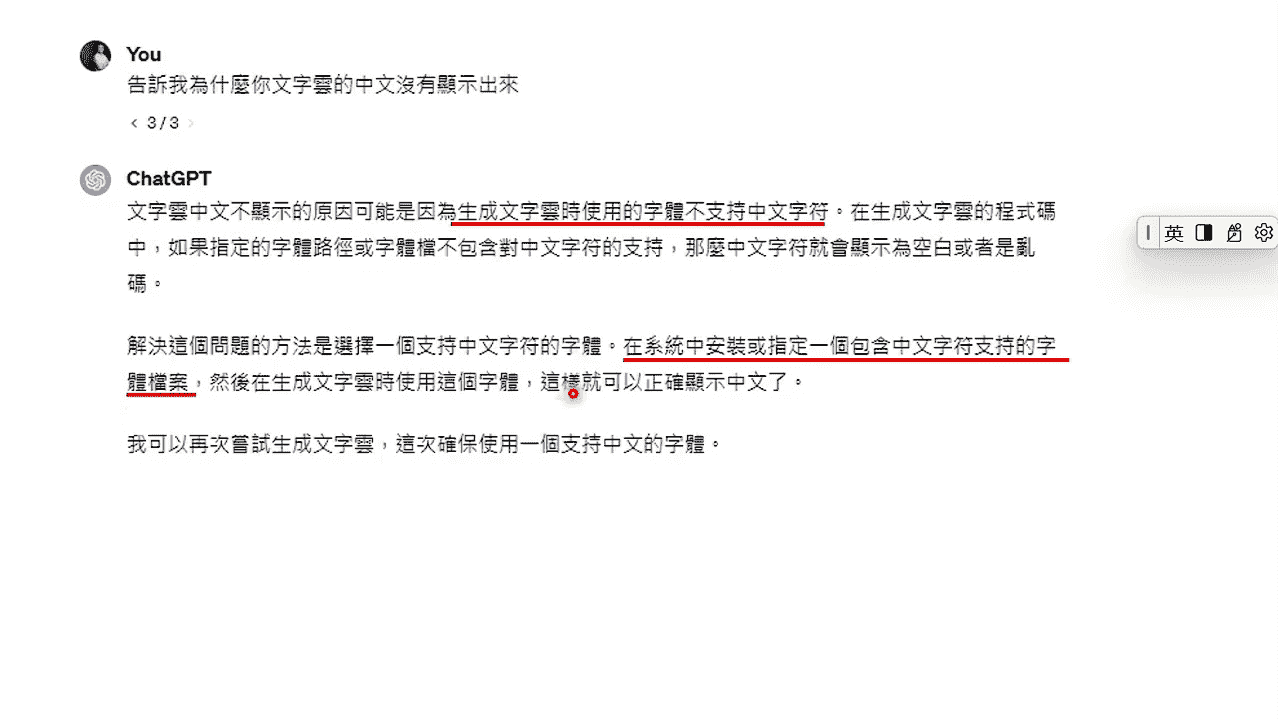 You
告訴我為什麼你文字雲的中文沒有顯示出來
< 3 / 3 >
ChatGPT
文字雲中文不顯示的原因可能是因為生成文字雲時使用的字體不支持中文字符。在生成文字雲的程式碼
中，如果指定的字體路徑或字體檔不包含對中文字符的支持，那麼中文字符就會顯示為空白或者是亂
碼。
解決這個問題的方法是選擇一個支持中文字符的字體。在系統中安裝或指定一個包含中文字符支持的字
體檔案，然後在生成文字雲時使用這個字體，這樣就可以正確顯示中文了。
我可以再次嘗試生成文字雲，這次確保使用一個支持中文的字體。
英